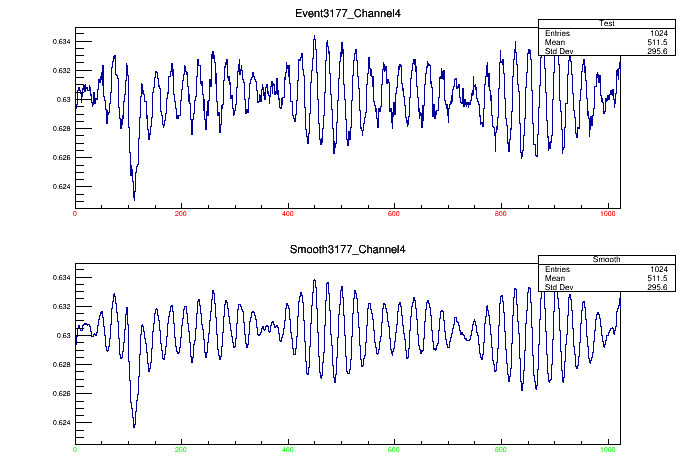 Event3177_Channel4
Test
Entries 1024
Mean 511.5
Std Dev 295.6
0.634
0.632
0.63
0.628
0.626
0.624
0 200 400 600 800 1000
Smooth3177_Channel4
Smooth
Entries 1024
Mean 511.5
Std Dev 295.6
0.634
0.632
0.63
0.628
0.626
0.624
0 200 400 600 800 1000